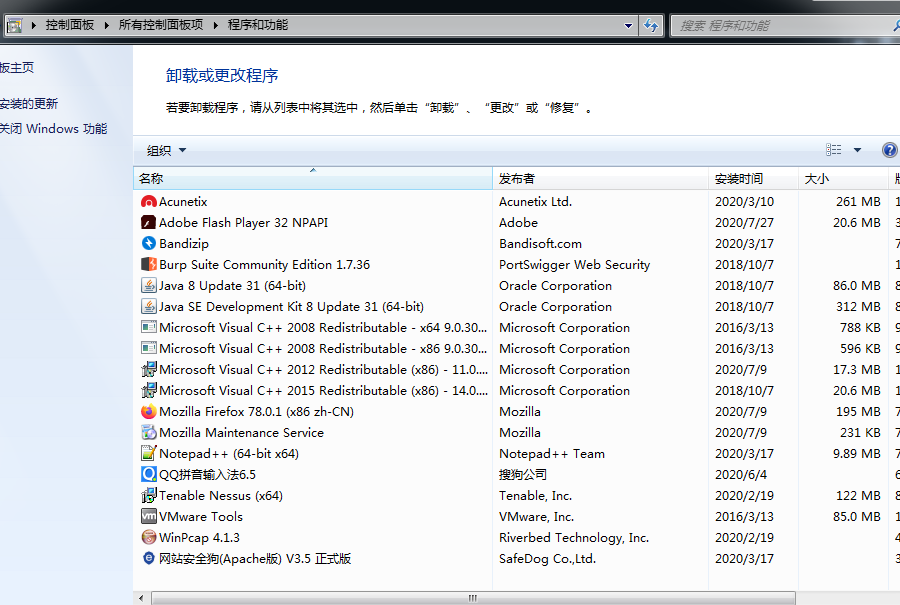 控制面板 ▸ 所有控制面板项 ▸ 程序和功能
搜索 程序和功能
板主页
安装的更新
关闭 Windows 功能
卸载或更改程序
若要卸载程序，请从列表中将其选中，然后单击“卸载”、“更改”或“修复”。
组织
名称 发布者 安装时间 大小
Acunetix Acunetix Ltd. 2020/3/10 261 MB 1
Adobe Flash Player 32 NPAPI Adobe 2020/7/27 20.6 MB 3
Bandizip Bandisoft.com 2020/3/17 7
Burp Suite Community Edition 1.7.36 PortSwigger Web Security 2018/10/7 1
Java 8 Update 31 (64-bit) Oracle Corporation 2018/10/7 86.0 MB 8
Java SE Development Kit 8 Update 31 (64-bit) Oracle Corporation 2018/10/7 312 MB 8
Microsoft Visual C++ 2008 Redistributable - x64 9.0.30... Microsoft Corporation 2016/3/13 788 KB 9
Microsoft Visual C++ 2008 Redistributable - x86 9.0.30... Microsoft Corporation 2016/3/13 596 KB 9
Microsoft Visual C++ 2012 Redistributable (x86) - 11.0.... Microsoft Corporation 2020/7/9 17.3 MB 1
Microsoft Visual C++ 2015 Redistributable (x86) - 14.0.... Microsoft Corporation 2018/10/7 20.6 MB 1
Mozilla Firefox 78.0.1 (x86 zh-CN) Mozilla 2020/7/9 195 MB 7
Mozilla Maintenance Service Mozilla 2020/7/9 231 KB 7
Notepad++ (64-bit x64) Notepad++ Team 2020/3/17 9.89 MB 7
QQ拼音输入法6.5 搜狗公司 2020/6/4 6
Tenable Nessus (x64) Tenable, Inc. 2020/2/19 122 MB 8
VMware Tools VMware, Inc. 2016/3/13 85.0 MB 1
WinPcap 4.1.3 Riverbed Technology, Inc. 2020/2/19 4
网站安全狗(Apache版) V3.5 正式版 SafeDog Co.,Ltd. 2020/3/17 3